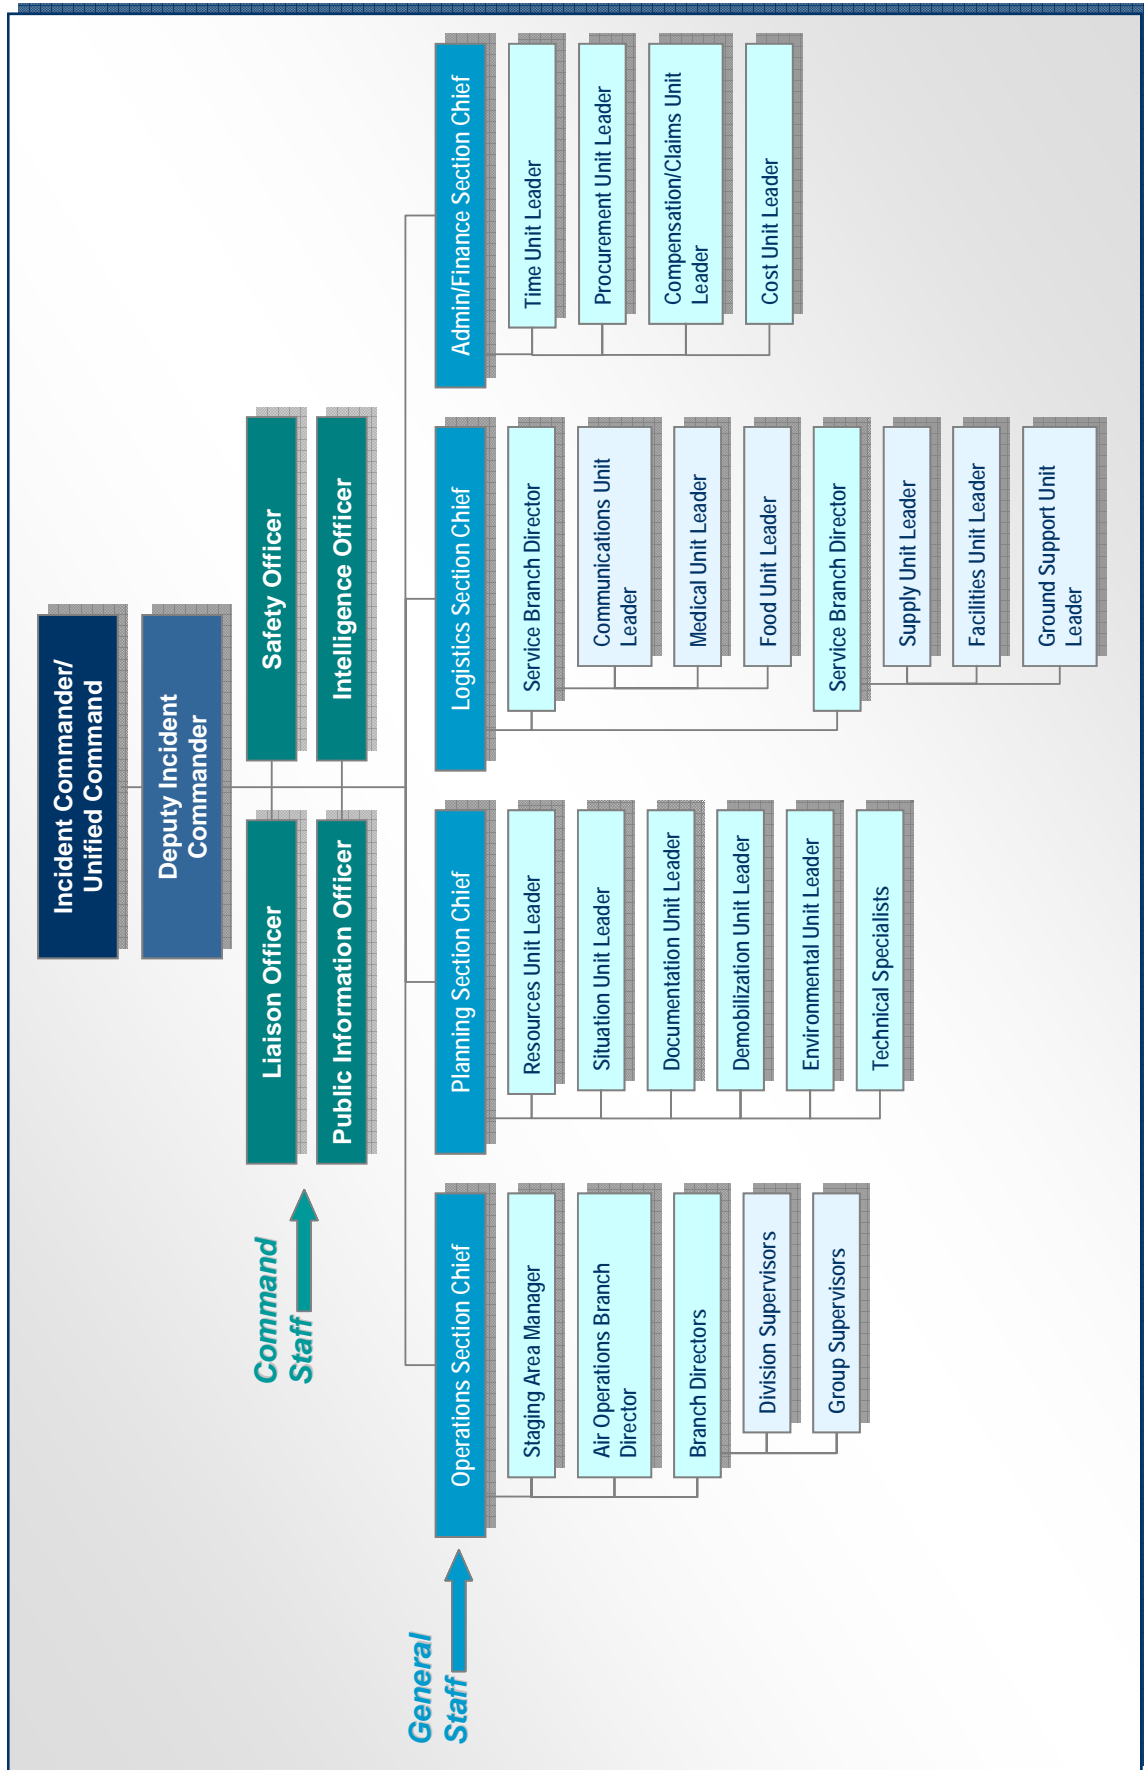 Incident Commander/
Unified Command
Deputy Incident
Commander
Liaison Officer
Safety Officer
Public Information Officer
Intelligence Officer
Command
Staff
General
Staff
Operations Section Chief
Staging Area Manager
Air Operations Branch
Director
Branch Directors
Division Supervisors
Group Supervisors
Planning Section Chief
Resources Unit Leader
Situation Unit Leader
Documentation Unit Leader
Demobilization Unit Leader
Environmental Unit Leader
Technical Specialists
Logistics Section Chief
Service Branch Director
Communications Unit
Leader
Medical Unit Leader
Food Unit Leader
Service Branch Director
Supply Unit Leader
Facilities Unit Leader
Ground Support Unit
Leader
Admin/Finance Section Chief
Time Unit Leader
Procurement Unit Leader
Compensation/Claims Unit
Leader
Cost Unit Leader